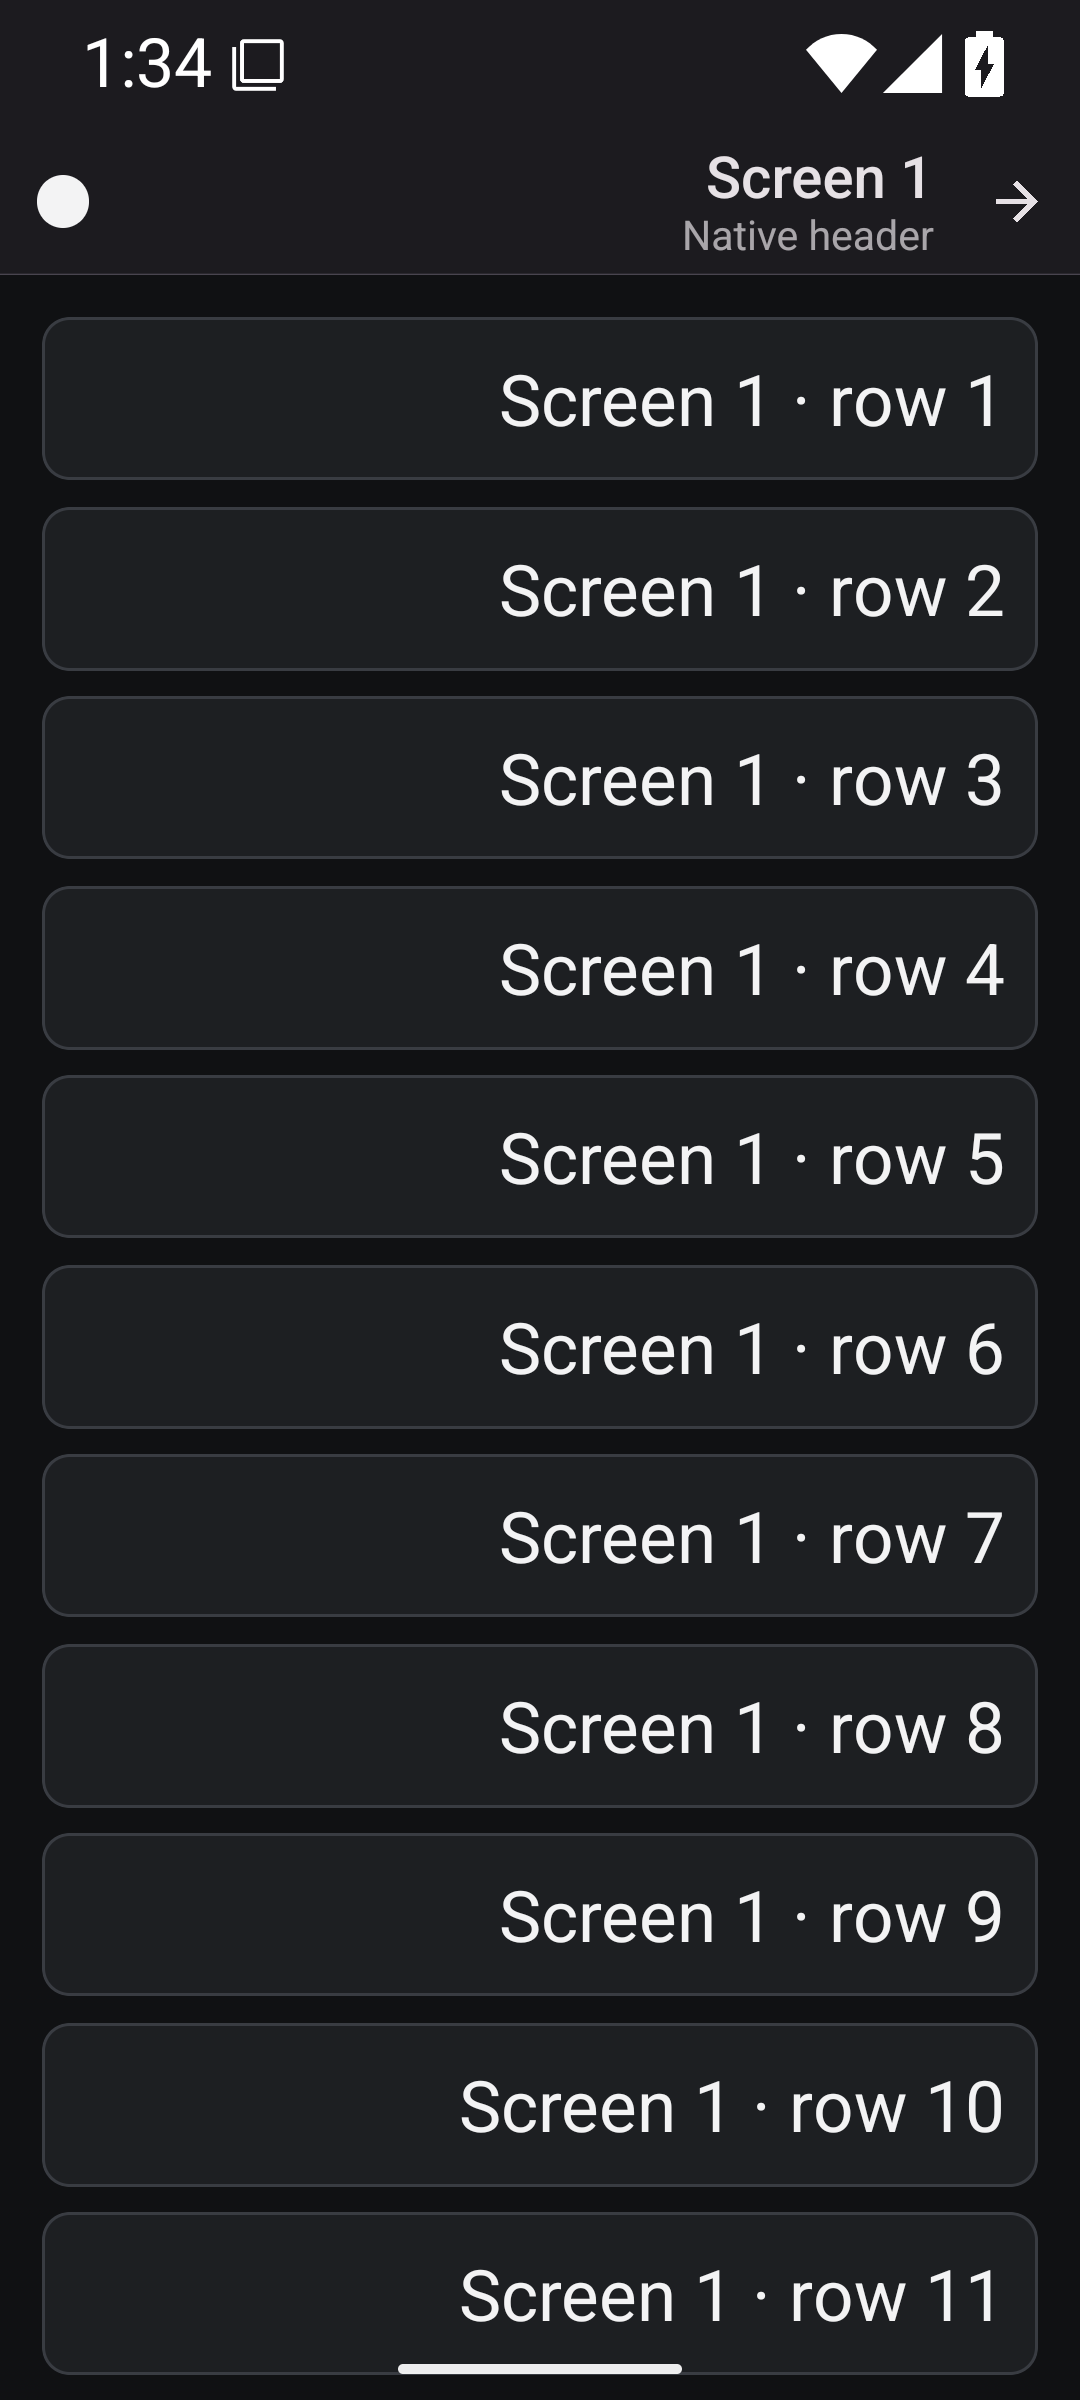 1:34
Screen 1
Native header
Screen 1 · row 1
Screen 1 · row 2
Screen 1 · row 3
Screen 1 · row 4
Screen 1 · row 5
Screen 1 · row 6
Screen 1 · row 7
Screen 1 · row 8
Screen 1 · row 9
Screen 1 · row 10
Screen 1 · row 11